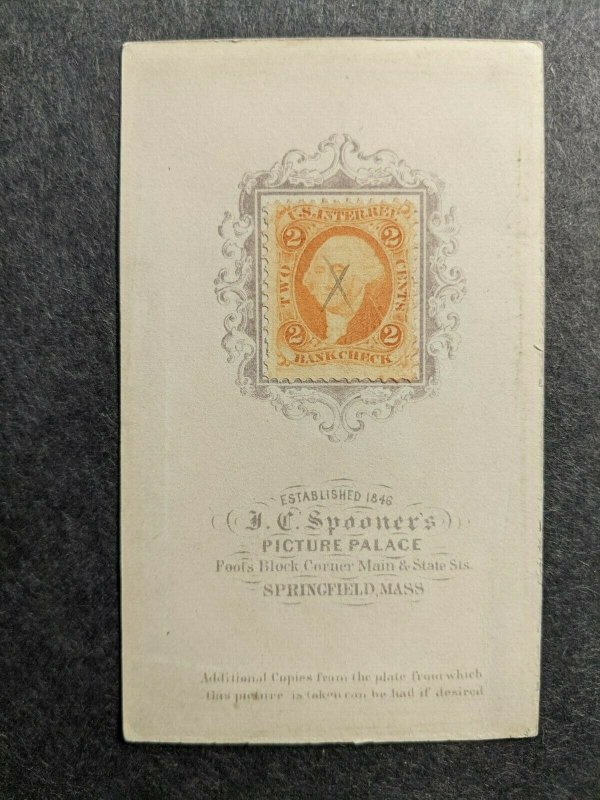 U.S. INTER. REV.
2 2
TWO CENTS
2 2
BANK CHECK
X
ESTABLISHED 1846
J. C. Spooner's
PICTURE PALACE
Foots Block Corner Main & State Sts.
SPRINGFIELD, MASS
Additional Copies from the plate from which
this picture is taken can be had if desired